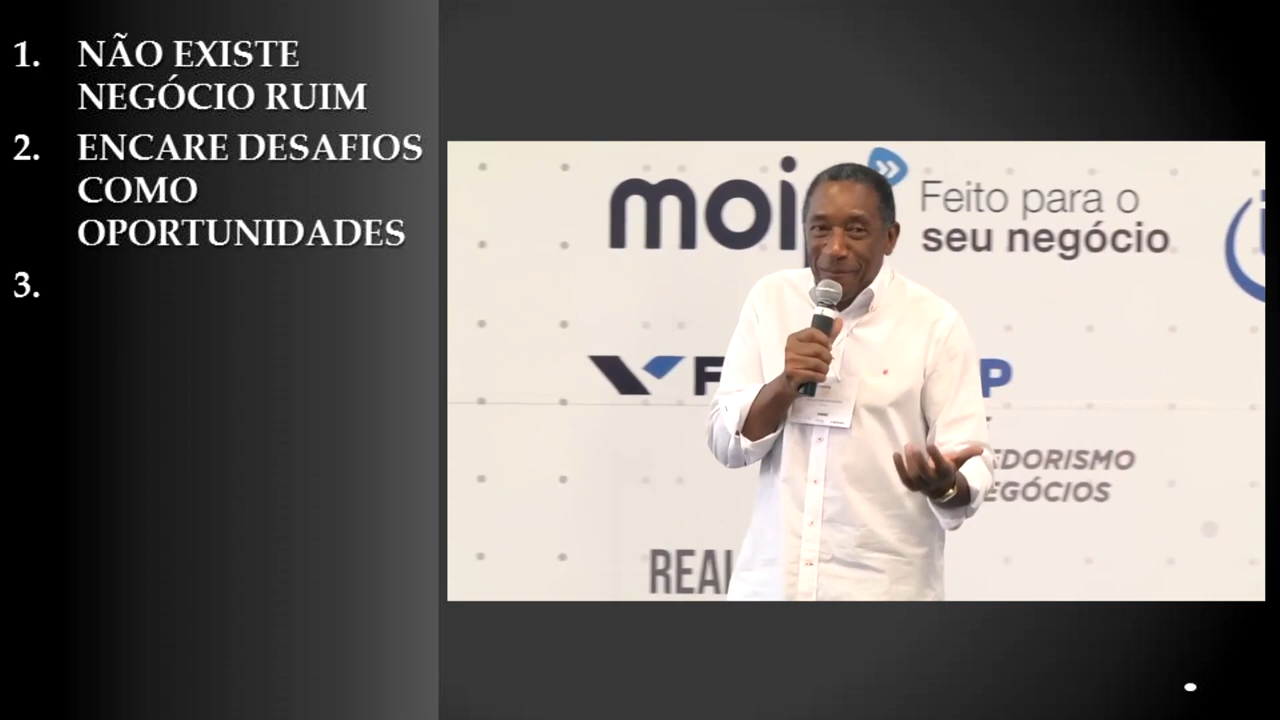 1. NÃO EXISTE
NEGÓCIO RUIM
2. ENCARE DESAFIOS
COMO
OPORTUNIDADES
3.
moip
Feito para o
seu negócio
F
P
EDORISMO
EGÓCIOS
REAL